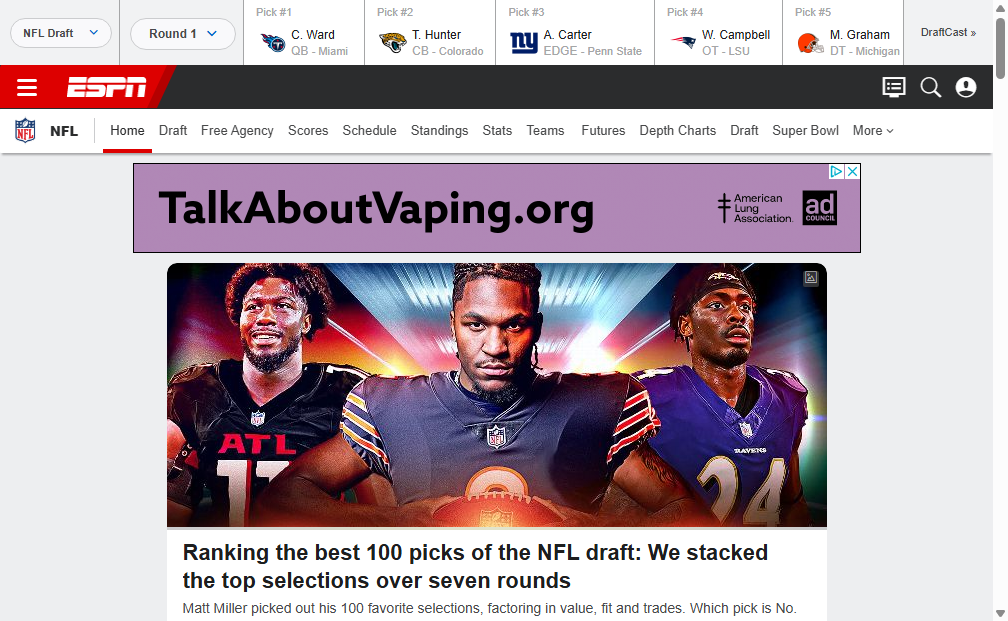 NFL Draft
Round 1
Pick #1
C. Ward
QB - Miami
Pick #2
T. Hunter
CB - Colorado
Pick #3
ny
A. Carter
EDGE - Penn State
Pick #4
W. Campbell
OT - LSU
Pick #5
M. Graham
DT - Michigan
DraftCast »
ESPN
NFL
NFL
Home Draft Free Agency Scores Schedule Standings Stats Teams Futures Depth Charts Draft Super Bowl More
TalkAboutVaping.org
American
Lung
Association.
ad
COUNCIL
ATL
NFL
NFL
RAVENS
24
Ranking the best 100 picks of the NFL draft: We stacked
the top selections over seven rounds
Matt Miller picked out his 100 favorite selections, factoring in value, fit and trades. Which pick is No.